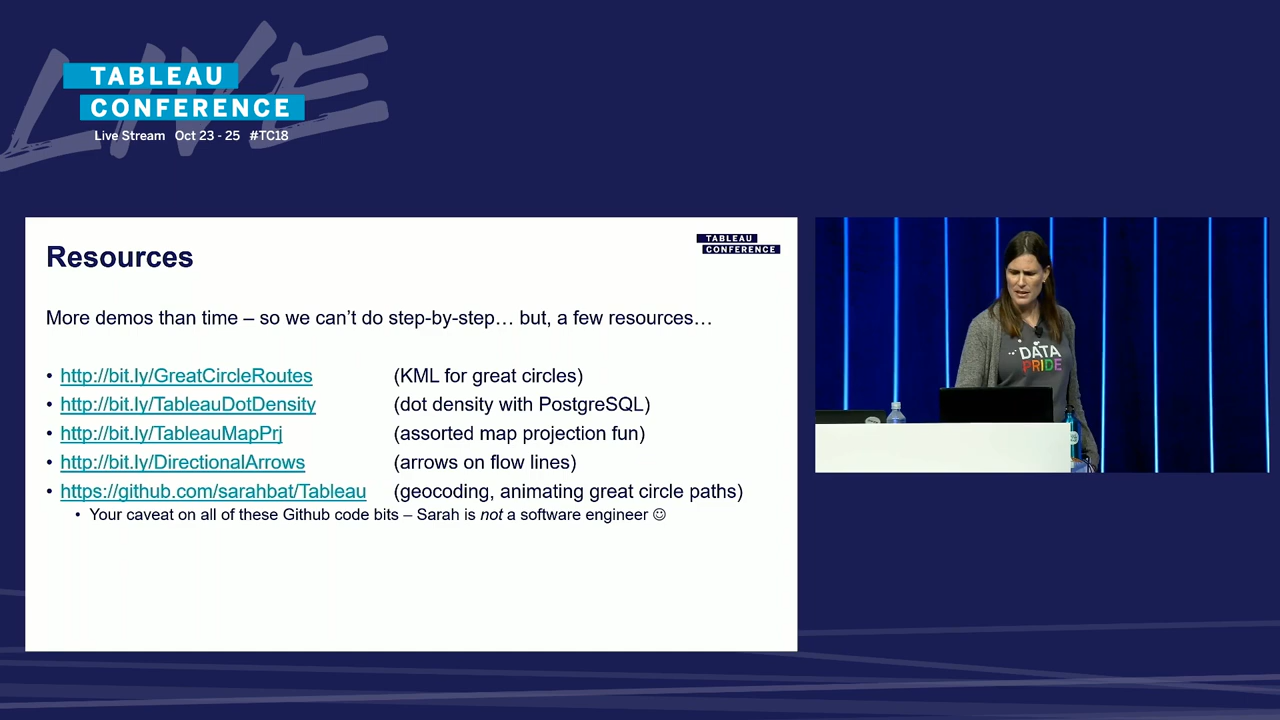 LIVE
TABLEAU
CONFERENCE
Live Stream Oct 23 - 25 #TC18
TABLEAU
CONFERENCE
Resources
More demos than time – so we can’t do step-by-step… but, a few resources…
• http://bit.ly/GreatCircleRoutes (KML for great circles)
• http://bit.ly/TableauDotDensity (dot density with PostgreSQL)
• http://bit.ly/TableauMapPrj (assorted map projection fun)
• http://bit.ly/DirectionalArrows (arrows on flow lines)
• https://github.com/sarahbat/Tableau (geocoding, animating great circle paths)
• Your caveat on all of these Github code bits – Sarah is not a software engineer ☺
DATA
PRIDE